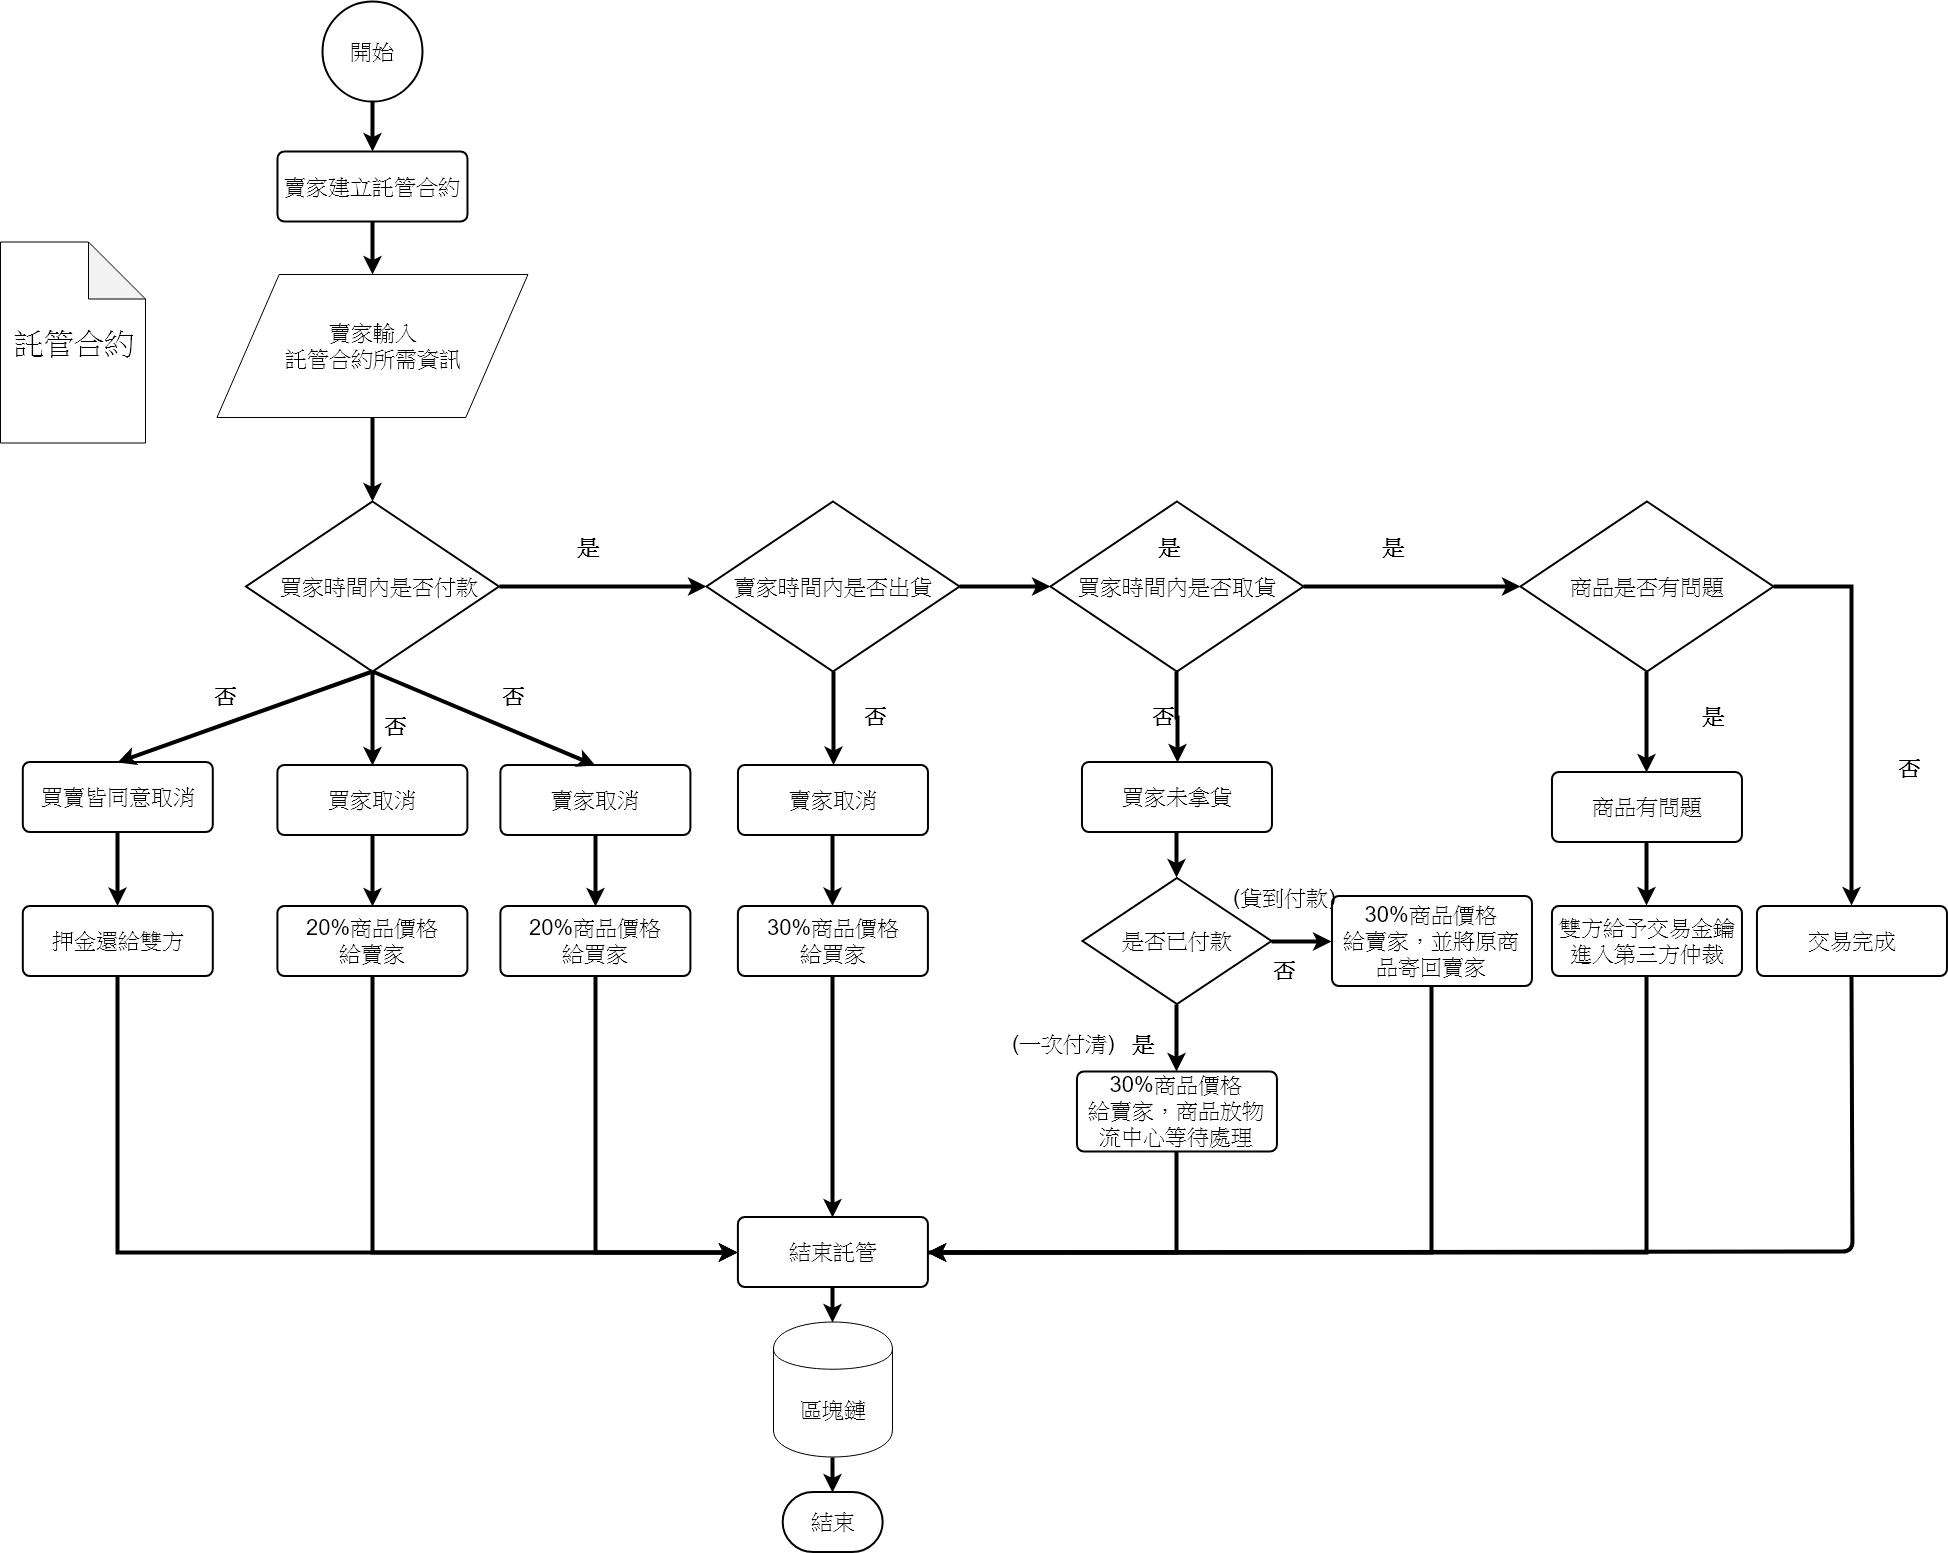 開始
賣家建立託管合約
託管合約
賣家輸入
託管合約所需資訊
是
是
是
買家時間內是否付款
賣家時間內是否出貨
買家時間內是否取貨
商品是否有問題
否
否
否
否
否
是
否
買賣皆同意取消
買家取消
賣家取消
賣家取消
買家未拿貨
商品有問題
(貨到付款)
押金還給雙方
20%商品價格
給賣家
20%商品價格
給買家
30%商品價格
給買家
是否已付款
否
30%商品價格
給賣家，並將原商
品寄回賣家
雙方給予交易金鑰
進入第三方仲裁
交易完成
(一次付清)
是
30%商品價格
給賣家，商品放物
流中心等待處理
結束託管
區塊鏈
結束